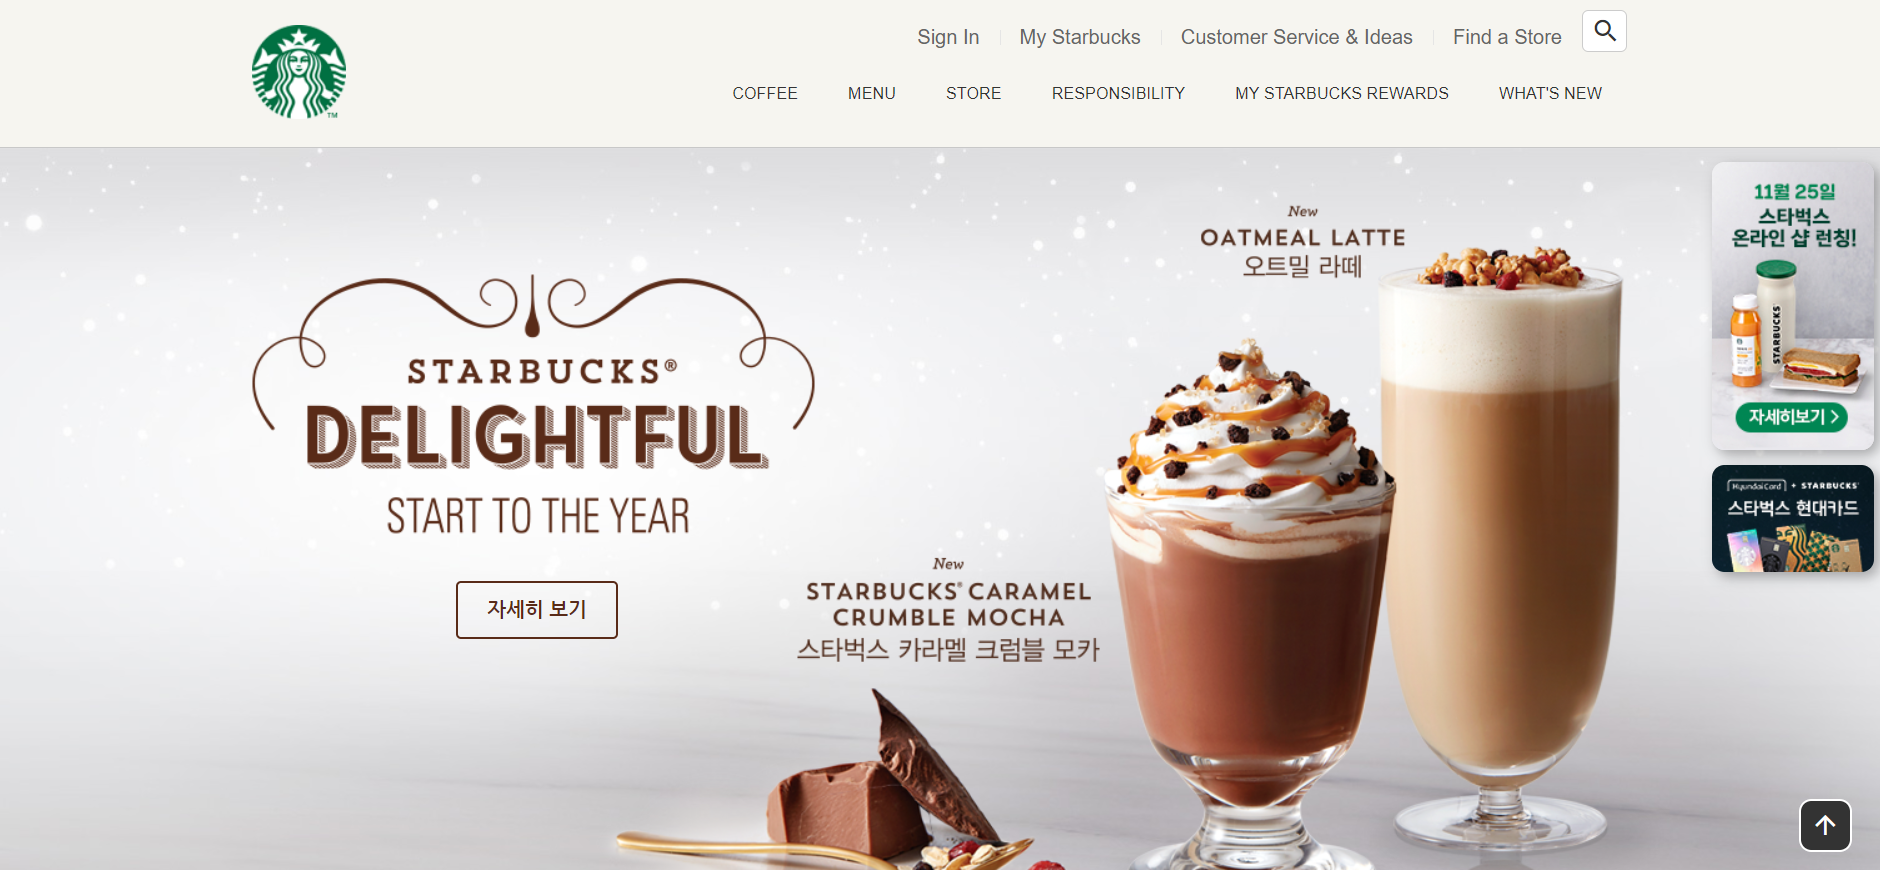 Sign In
My Starbucks
Customer Service & Ideas
Find a Store
COFFEE
MENU
STORE
RESPONSIBILITY
MY STARBUCKS REWARDS
WHAT'S NEW
TM
STARBUCKS®
DELIGHTFUL
START TO THE YEAR
자세히 보기
New
OATMEAL LATTE
오트밀 라떼
New
STARBUCKS® CARAMEL
CRUMBLE MOCHA
스타벅스 카라멜 크럼블 모카
11월 25일
스타벅스
온라인 샵 런칭!
STARBUCKS
자세히보기 >
HyundaiCard + STARBUCKS®
스타벅스 현대카드